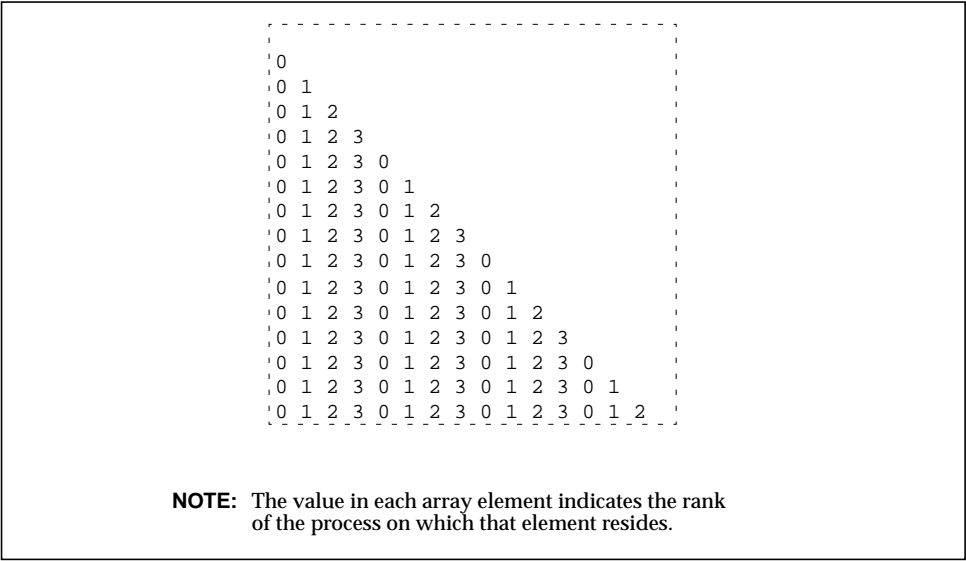 0
0 1
0 1 2
0 1 2 3
0 1 2 3 0
0 1 2 3 0 1
0 1 2 3 0 1 2
0 1 2 3 0 1 2 3
0 1 2 3 0 1 2 3 0
0 1 2 3 0 1 2 3 0 1
0 1 2 3 0 1 2 3 0 1 2
0 1 2 3 0 1 2 3 0 1 2 3
0 1 2 3 0 1 2 3 0 1 2 3 0
0 1 2 3 0 1 2 3 0 1 2 3 0 1
0 1 2 3 0 1 2 3 0 1 2 3 0 1 2
NOTE: The value in each array element indicates the rank
of the process on which that element resides.